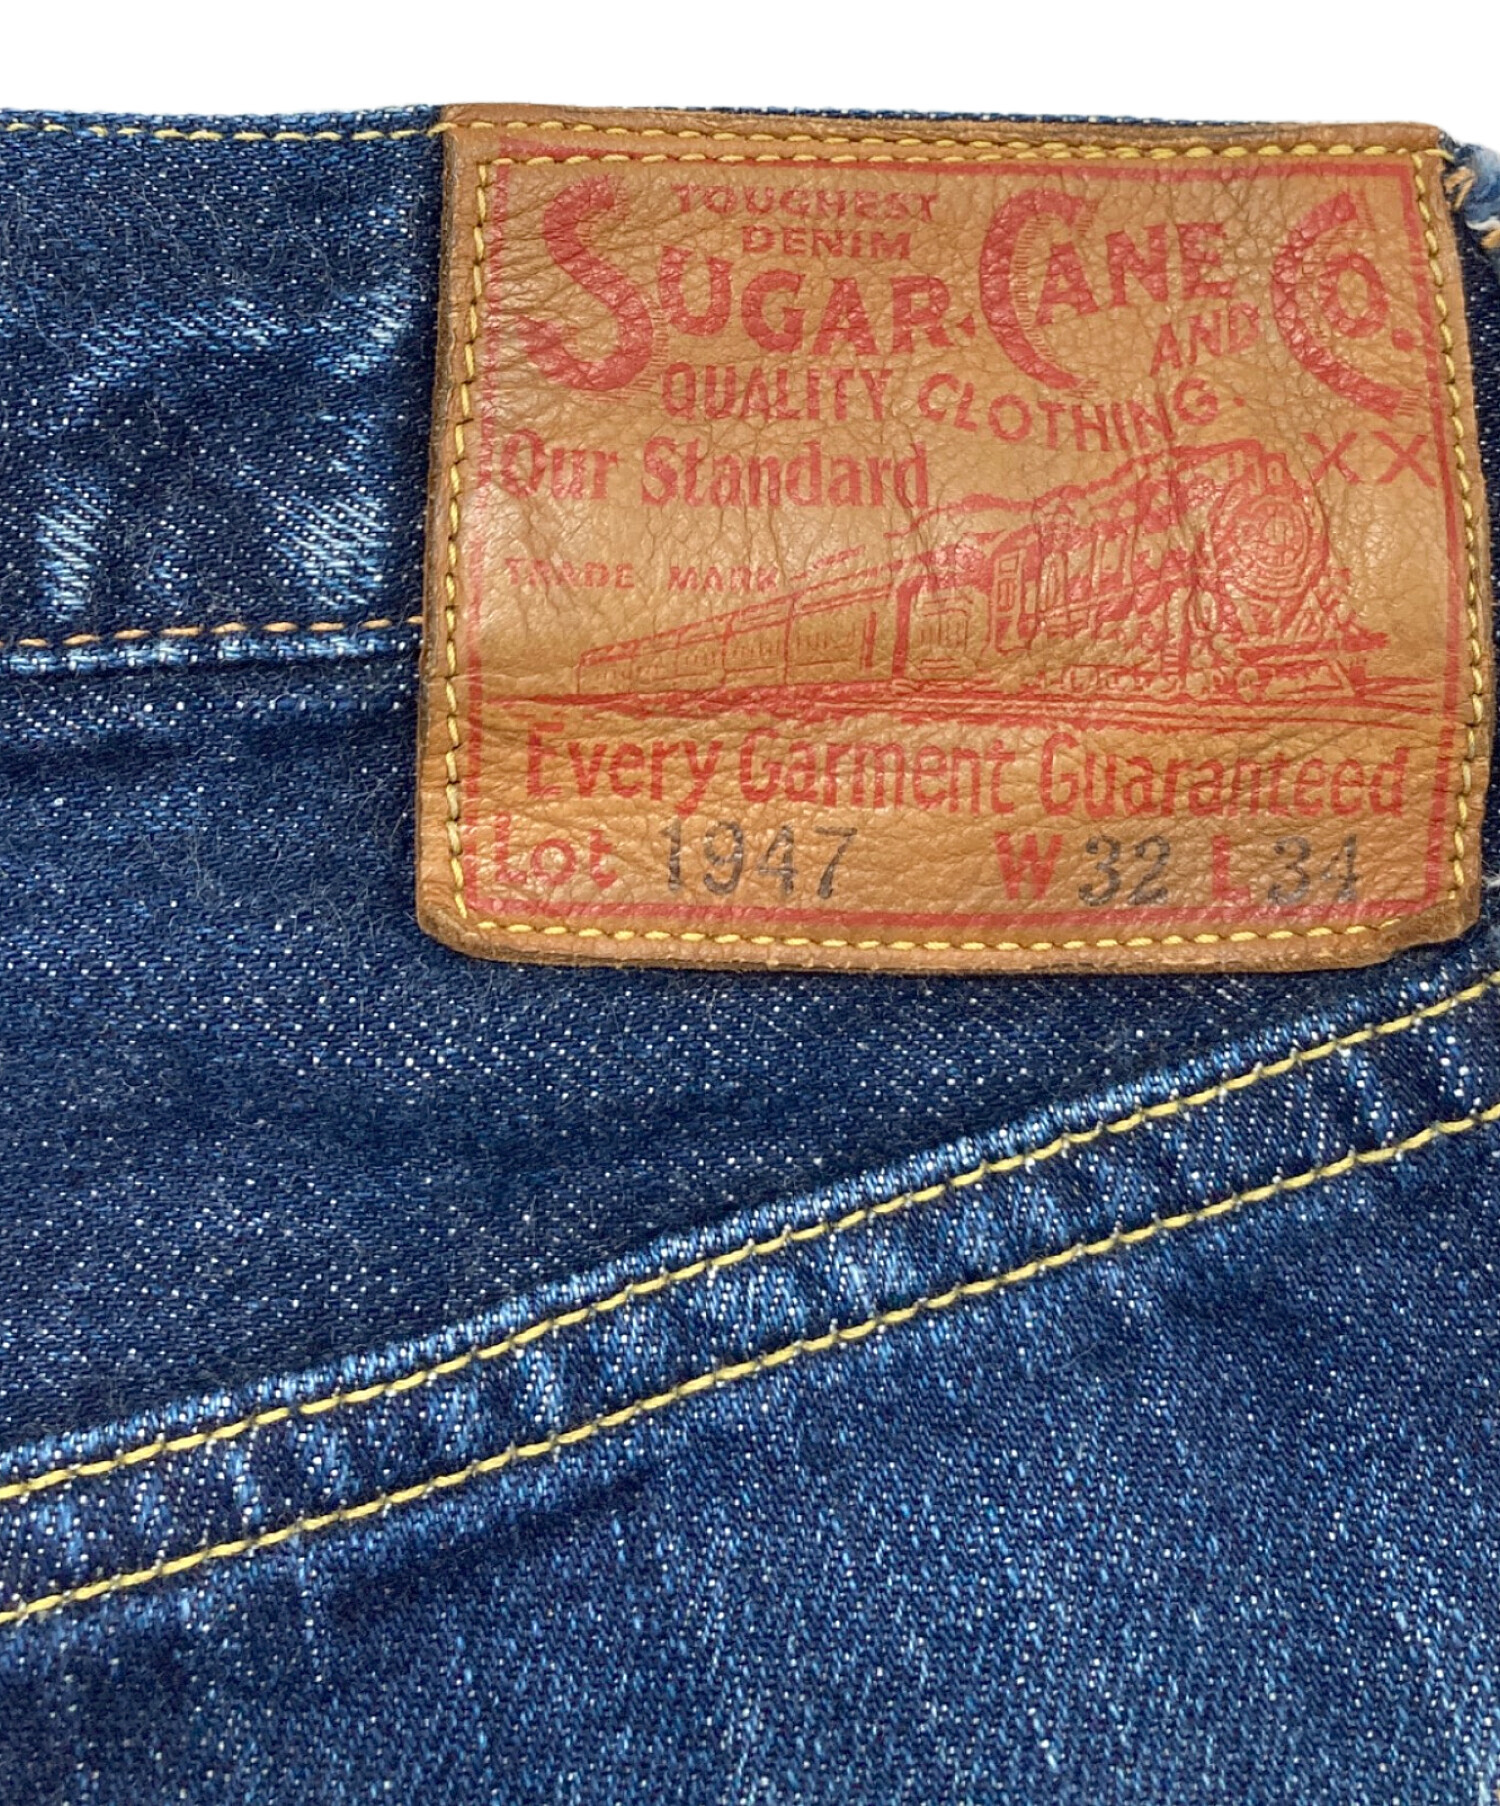 TOUGHEST
DENIM
SUGAR CANE CO.
AND
QUALITY CLOTHING.
Our Standard XX
TRADE MARK
Every Garment Guaranteed
Lot 1947 W 32 L 34